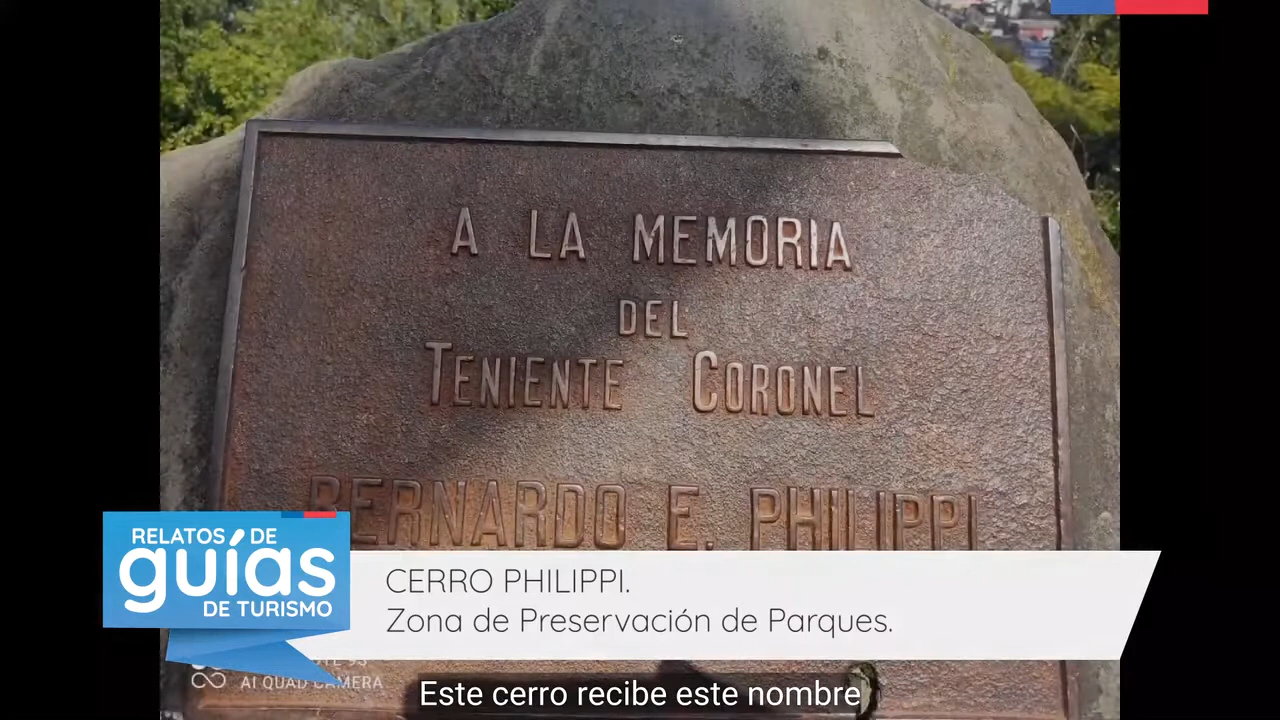 A LA MEMORIA
DEL
TENIENTE CORONEL
BERNARDO E. PHILIPPI
RELATOS DE
guías
DE TURISMO
CERRO PHILIPPI.
Zona de Preservación de Parques.
AI QUAD CAMERA
Este cerro recibe este nombre